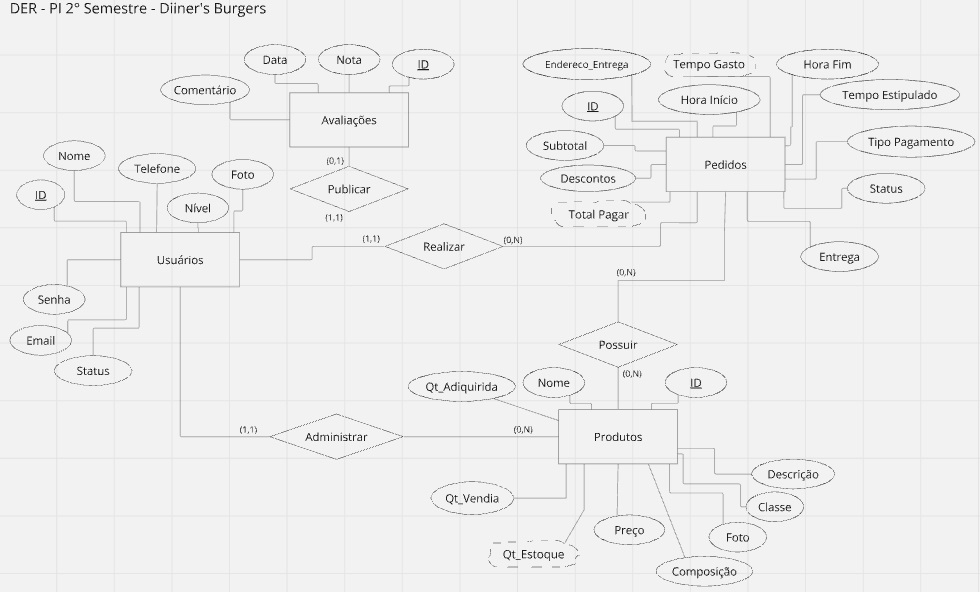 DER - PI 2° Semestre - Diiner's Burgers
Data
Nota
ID
Comentário
Avaliações
(0,1)
Publicar
(1,1)
Endereco_Entrega
Tempo Gasto
Hora Fim
ID
Hora Início
Tempo Estipulado
Subtotal
Pedidos
Tipo Pagamento
Descontos
Status
Total Pagar
Entrega
Nome
Telefone
Foto
ID
Nível
Usuários
(1,1)
Realizar
(0,N)
Senha
Email
Status
(0,N)
Possuir
(0,N)
Qt_Adiquirida
Nome
ID
(1,1)
Administrar
(0,N)
Produtos
Descrição
Qt_Vendia
Classe
Preço
Foto
Qt_Estoque
Composição